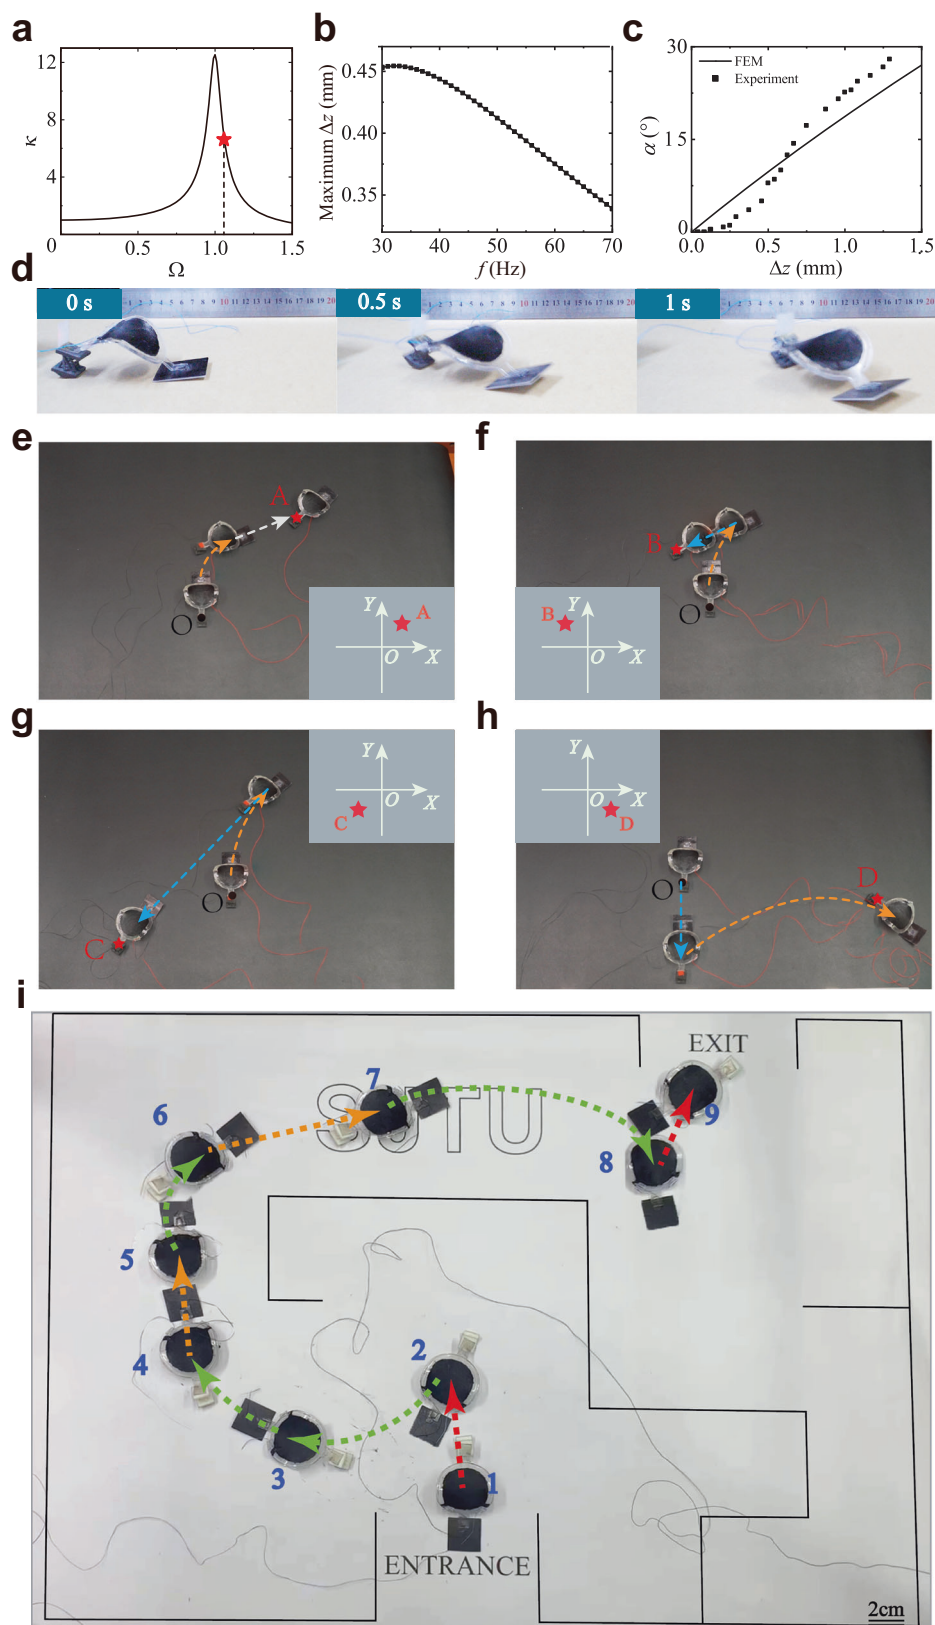 a
b
c
12
8
4
0
κ
0.5
1.0
1.5
Ω
0.45
0.40
0.35
Maximum Δz (mm)
30
40
50
60
70
f (Hz)
30
15
0
α (°)
FEM
Experiment
0.0
0.5
1.0
1.5
Δz (mm)
d
0 s
0.5 s
1 s
e
f
A
O
Y
A
O
X
B
O
Y
B
O
X
g
h
C
O
Y
O
X
C
D
O
Y
O
X
D
i
EXIT
SJTU
6
7
9
8
5
4
2
3
1
ENTRANCE
2cm